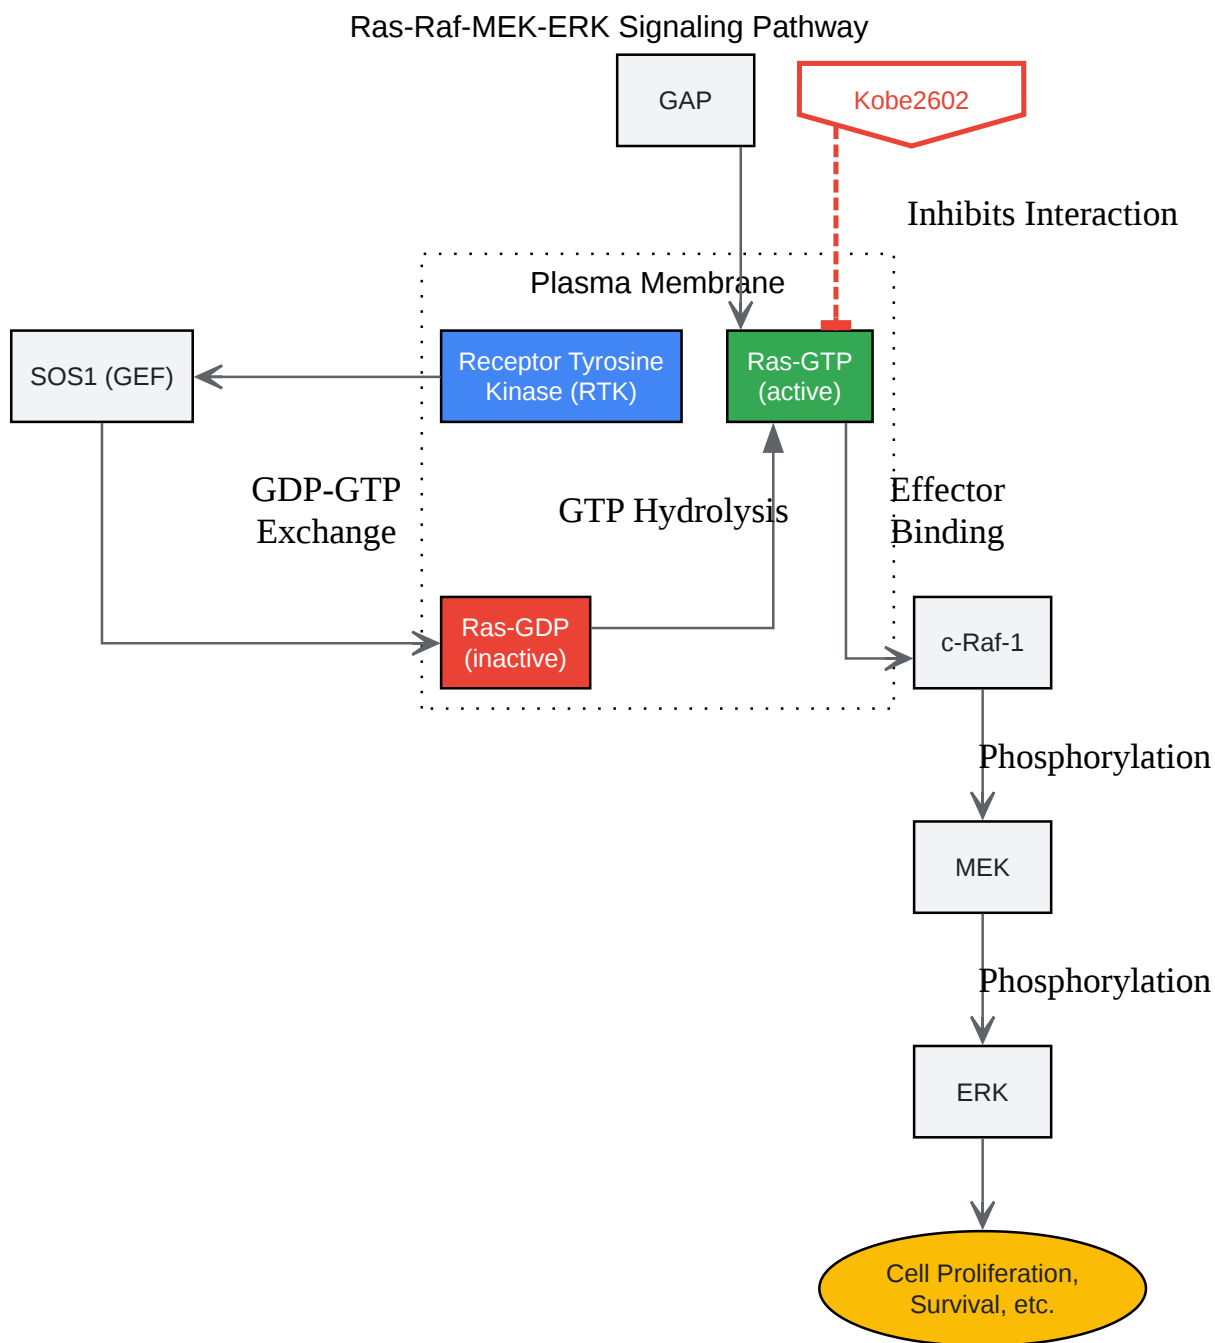 Ras-Raf-MEK-ERK Signaling Pathway
GAP
Kobe2602
Inhibits Interaction
Plasma Membrane
SOS1 (GEF)
Receptor Tyrosine
Kinase (RTK)
Ras-GTP
(active)
GDP-GTP
Exchange
GTP Hydrolysis
Effector
Binding
Ras-GDP
(inactive)
c-Raf-1
Phosphorylation
MEK
Phosphorylation
ERK
Cell Proliferation,
Survival, etc.